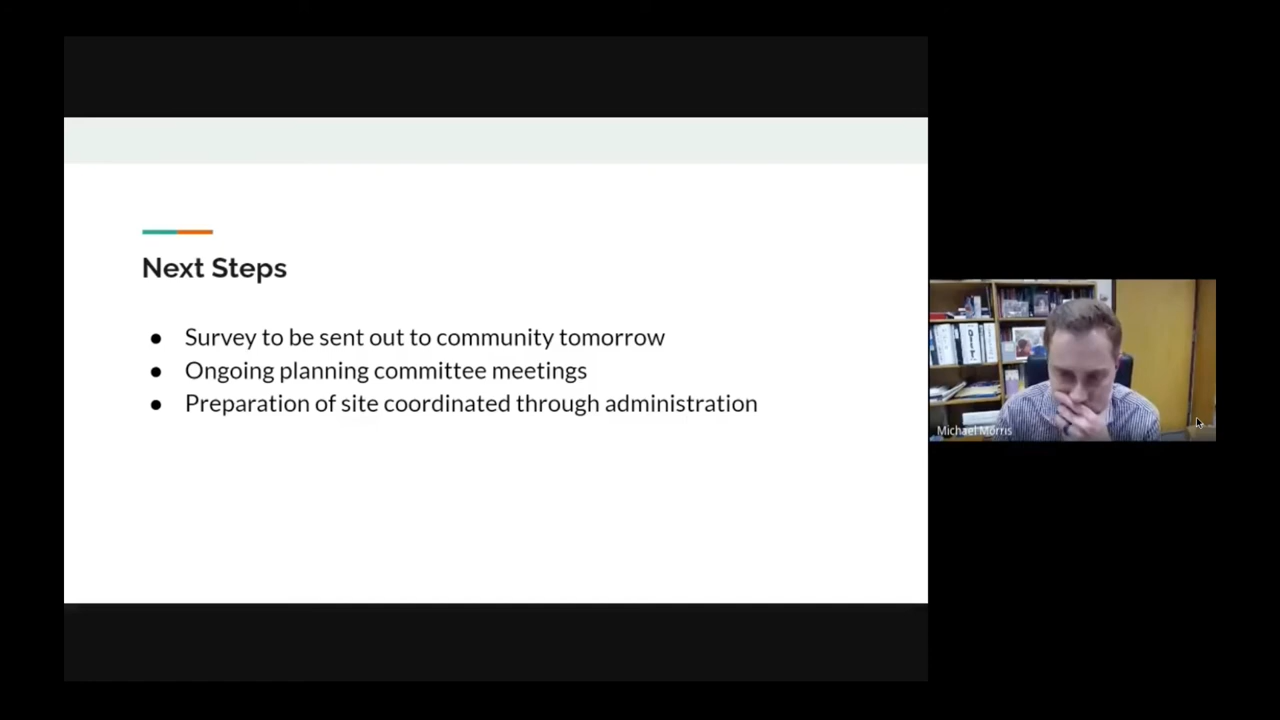 Next Steps
● Survey to be sent out to community tomorrow
● Ongoing planning committee meetings
● Preparation of site coordinated through administration
Michael Morris